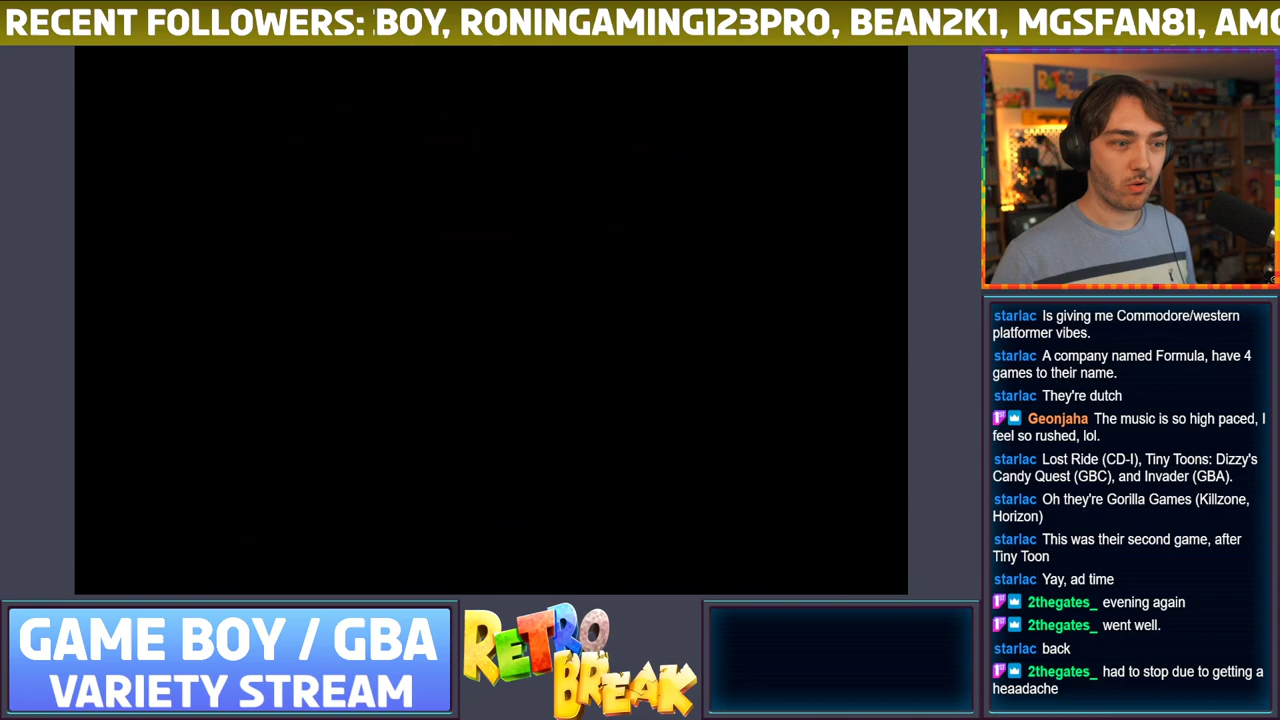 RECENT FOLLOWERS: :BOY, RONINGAMING123PRO, BEAN2K1, MGSFAN81, AMO
RETRO
starlac Is giving me Commodore/western
platformer vibes.
starlac A company named Formula, have 4
games to their name.
starlac They're dutch
Geonjaha The music is so high paced, I
feel so rushed, lol.
starlac Lost Ride (CD-I), Tiny Toons: Dizzy's
Candy Quest (GBC), and Invader (GBA).
starlac Oh they're Gorilla Games (Killzone,
Horizon)
starlac This was their second game, after
Tiny Toon
starlac Yay, ad time
2thegates_ evening again
2thegates_ went well.
starlac back
2thegates_ had to stop due to getting a
heaadache
GAME BOY / GBA
VARIETY STREAM
RETRO
BREAK